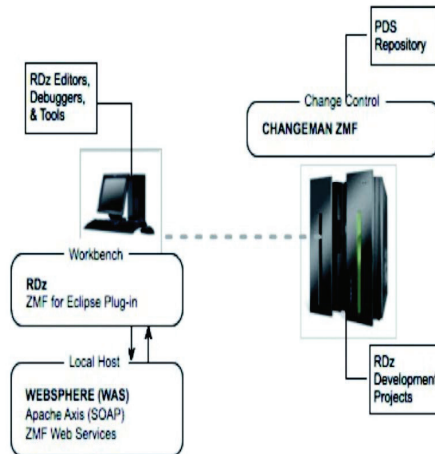 PDS
Repository
RDz Editors,
Debuggers,
& Tools
Change Control
CHANGEMAN ZMF
Workbench
RDz
ZMF for Eclipse Plug-in
Local Host
WEBSPHERE (WAS)
Apache Axis (SOAP)
ZMF Web Services
RDz
Development
Projects